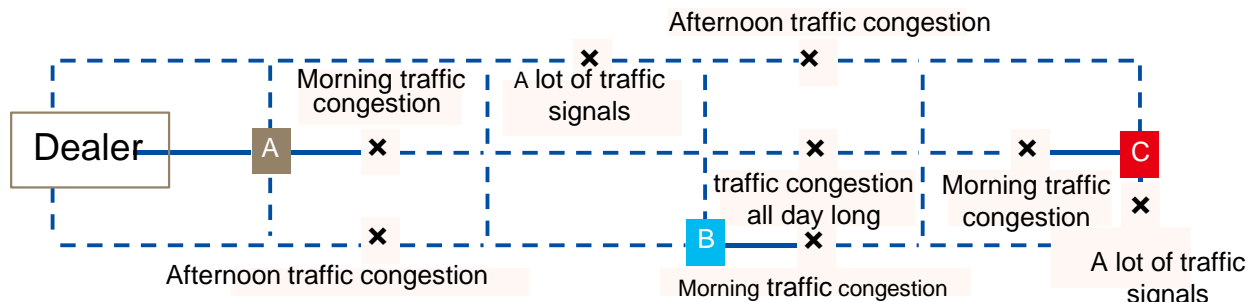 Afternoon traffic congestion
Morning traffic
congestion
A lot of traffic
signals
Dealer
A
C
traffic congestion
all day long
Morning traffic
congestion
B
Afternoon traffic congestion
Morning traffic congestion
A lot of traffic
signals